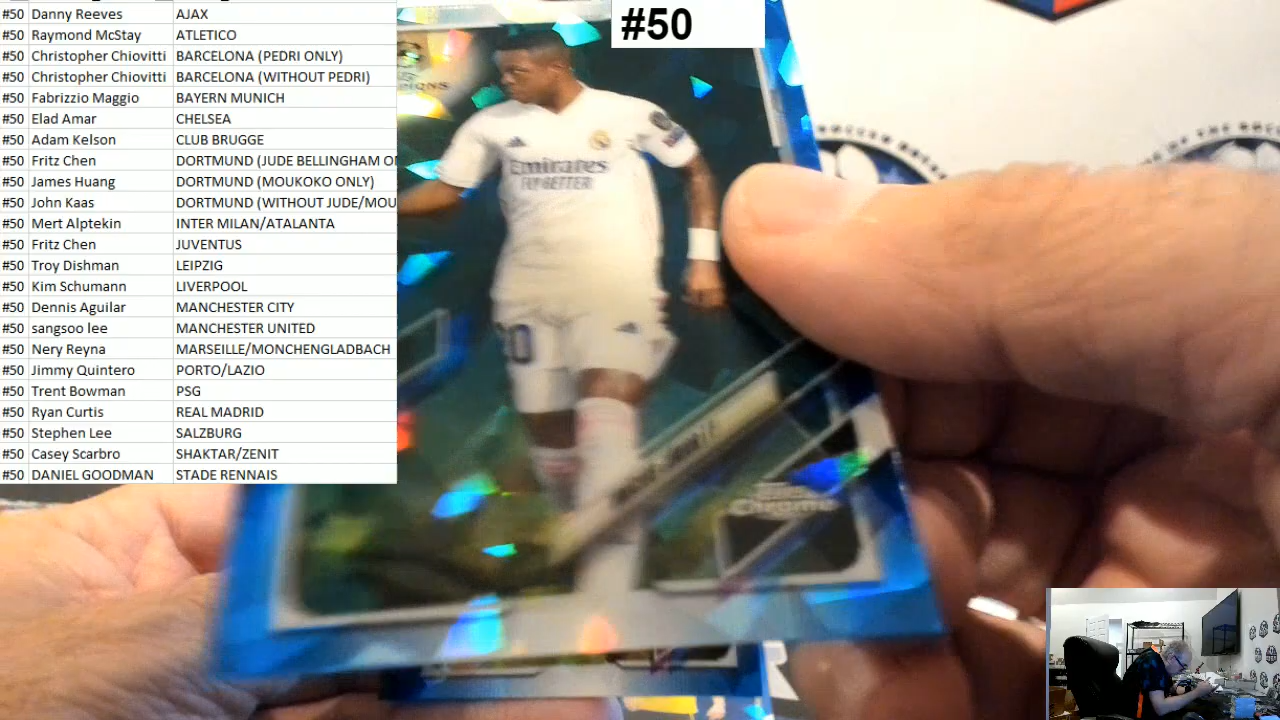 #50 Danny Reeves AJAX
#50 Raymond McStay ATLETICO
#50 Christopher Chiovitti BARCELONA (PEDRI ONLY)
#50 Christopher Chiovitti BARCELONA (WITHOUT PEDRI)
#50 Fabrizzio Maggio BAYERN MUNICH
#50 Elad Amar CHELSEA
#50 Adam Kelson CLUB BRUGGE
#50 Fritz Chen DORTMUND (JUDE BELLINGHAM O
#50 James Huang DORTMUND (MOUKOKO ONLY)
#50 John Kaas DORTMUND (WITHOUT JUDE/MOU
#50 Mert Alptekin INTER MILAN/ATALANTA
#50 Fritz Chen JUVENTUS
#50 Troy Dishman LEIPZIG
#50 Kim Schumann LIVERPOOL
#50 Dennis Aguilar MANCHESTER CITY
#50 sangsoo lee MANCHESTER UNITED
#50 Nery Reyna MARSEILLE/MONCHENGLADBACH
#50 Jimmy Quintero PORTO/LAZIO
#50 Trent Bowman PSG
#50 Ryan Curtis REAL MADRID
#50 Stephen Lee SALZBURG
#50 Casey Scarbro SHAKTAR/ZENIT
#50 DANIEL GOODMAN STADE RENNAIS
#50
Emirates
FLY BETTER
20
Chrome